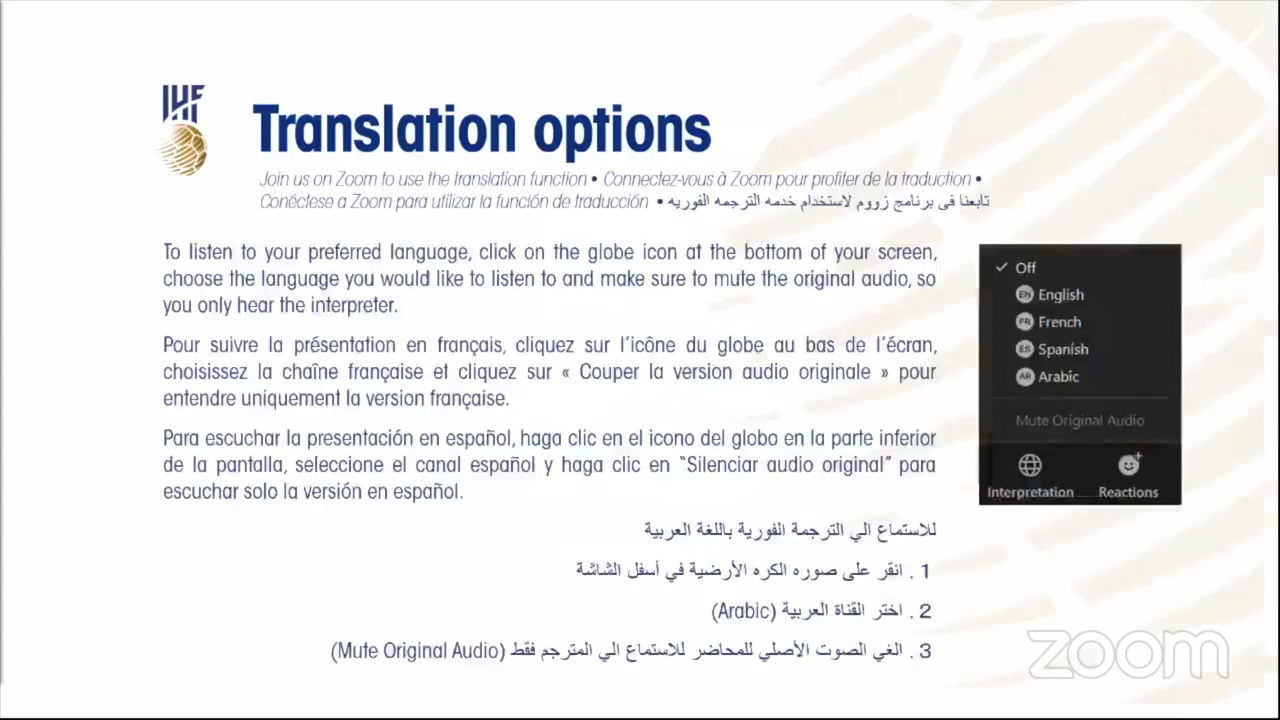 IHF
Translation options
Join us on Zoom to use the translation function • Connectez-vous à Zoom pour profiter de la traduction •
Conéctese a Zoom para utilizar la función de traducción • تابعنا فى برنامج زووم لاستخدام خدمه الترجمه الفوريه
To listen to your preferred language, click on the globe icon at the bottom of your screen,
choose the language you would like to listen to and make sure to mute the original audio, so
you only hear the interpreter.
Pour suivre la présentation en français, cliquez sur l'icône du globe au bas de l'écran,
choisissez la chaîne française et cliquez sur « Couper la version audio originale » pour
entendre uniquement la version française.
Para escuchar la presentación en español, haga clic en el icono del globo en la parte inferior
de la pantalla, seleccione el canal español y haga clic en "Silenciar audio original" para
escuchar solo la versión en español.
للاستماع الي الترجمة الفورية باللغة العربية
1 . انقر على صوره الكره الأرضية في أسفل الشاشة
2 . اختر القناة العربية (Arabic)
3 . الغي الصوت الأصلي للمحاضر للاستماع الي المترجم فقط (Mute Original Audio)
Off
EN English
FR French
ES Spanish
AR Arabic
Mute Original Audio
Interpretation Reactions
zoom